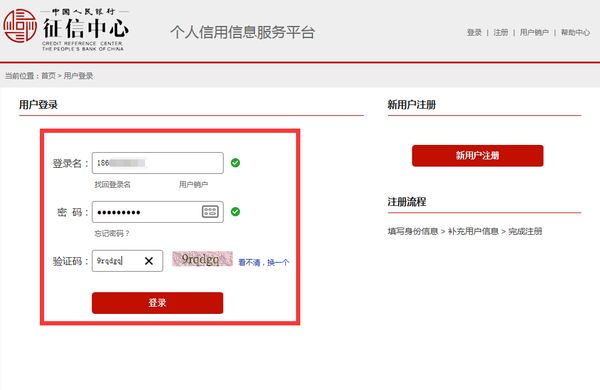 中国人民银行
征信中心
CREDIT REFERENCE CENTER,
THE PEOPLE'S BANK OF CHINA
个人信用信息服务平台
登录 | 注册 | 用户销户 | 帮助中心
当前位置：首页 > 用户登录
用户登录
登录名： 186
找回登录名 用户销户
密 码：
忘记密码？
验证码： 9rqdgq 9rqdgq 看不清，换一个
登录
新用户注册
新用户注册
注册流程
填写身份信息 > 补充用户信息 > 完成注册